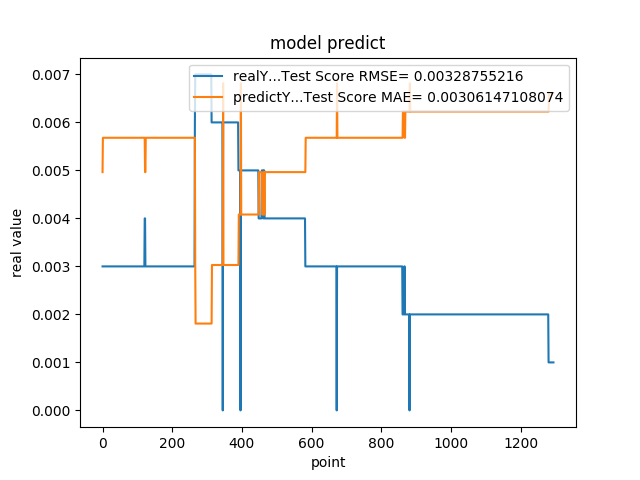 model predict
realY...Test Score RMSE= 0.00328755216
predictY...Test Score MAE= 0.00306147108074
0.007
0.006
0.005
0.004
0.003
0.002
0.001
0.000
real value
0 200 400 600 800 1000 1200
point